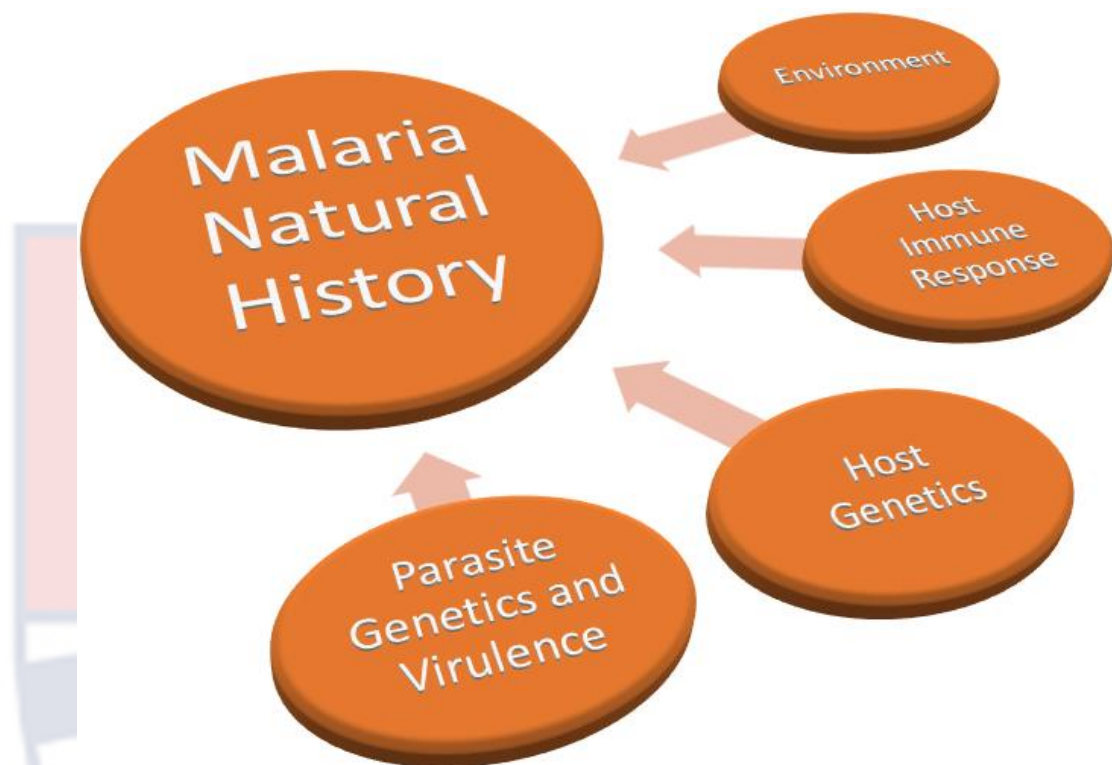 Malaria
Natural
History
Environment
Host
Immune
Response
Host
Genetics
Parasite
Genetics and
Virulence